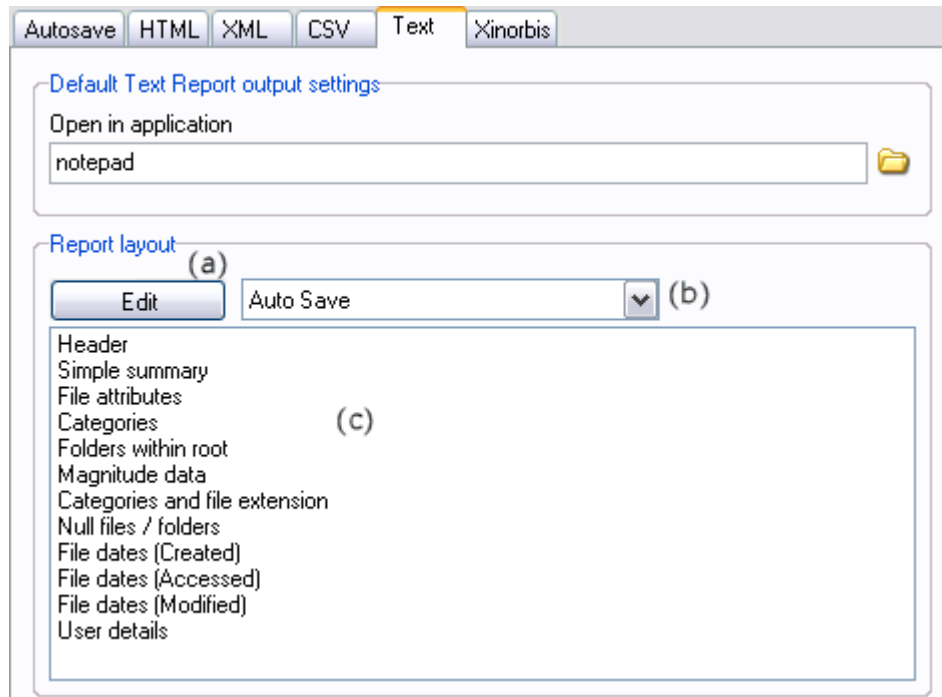 Autosave HTML XML CSV Text Xinorbis
Default Text Report output settings
Open in application
notepad
Report layout
(a)
Edit Auto Save (b)
Header
Simple summary
File attributes
Categories (c)
Folders within root
Magnitude data
Categories and file extension
Null files / folders
File dates (Created)
File dates (Accessed)
File dates (Modified)
User details